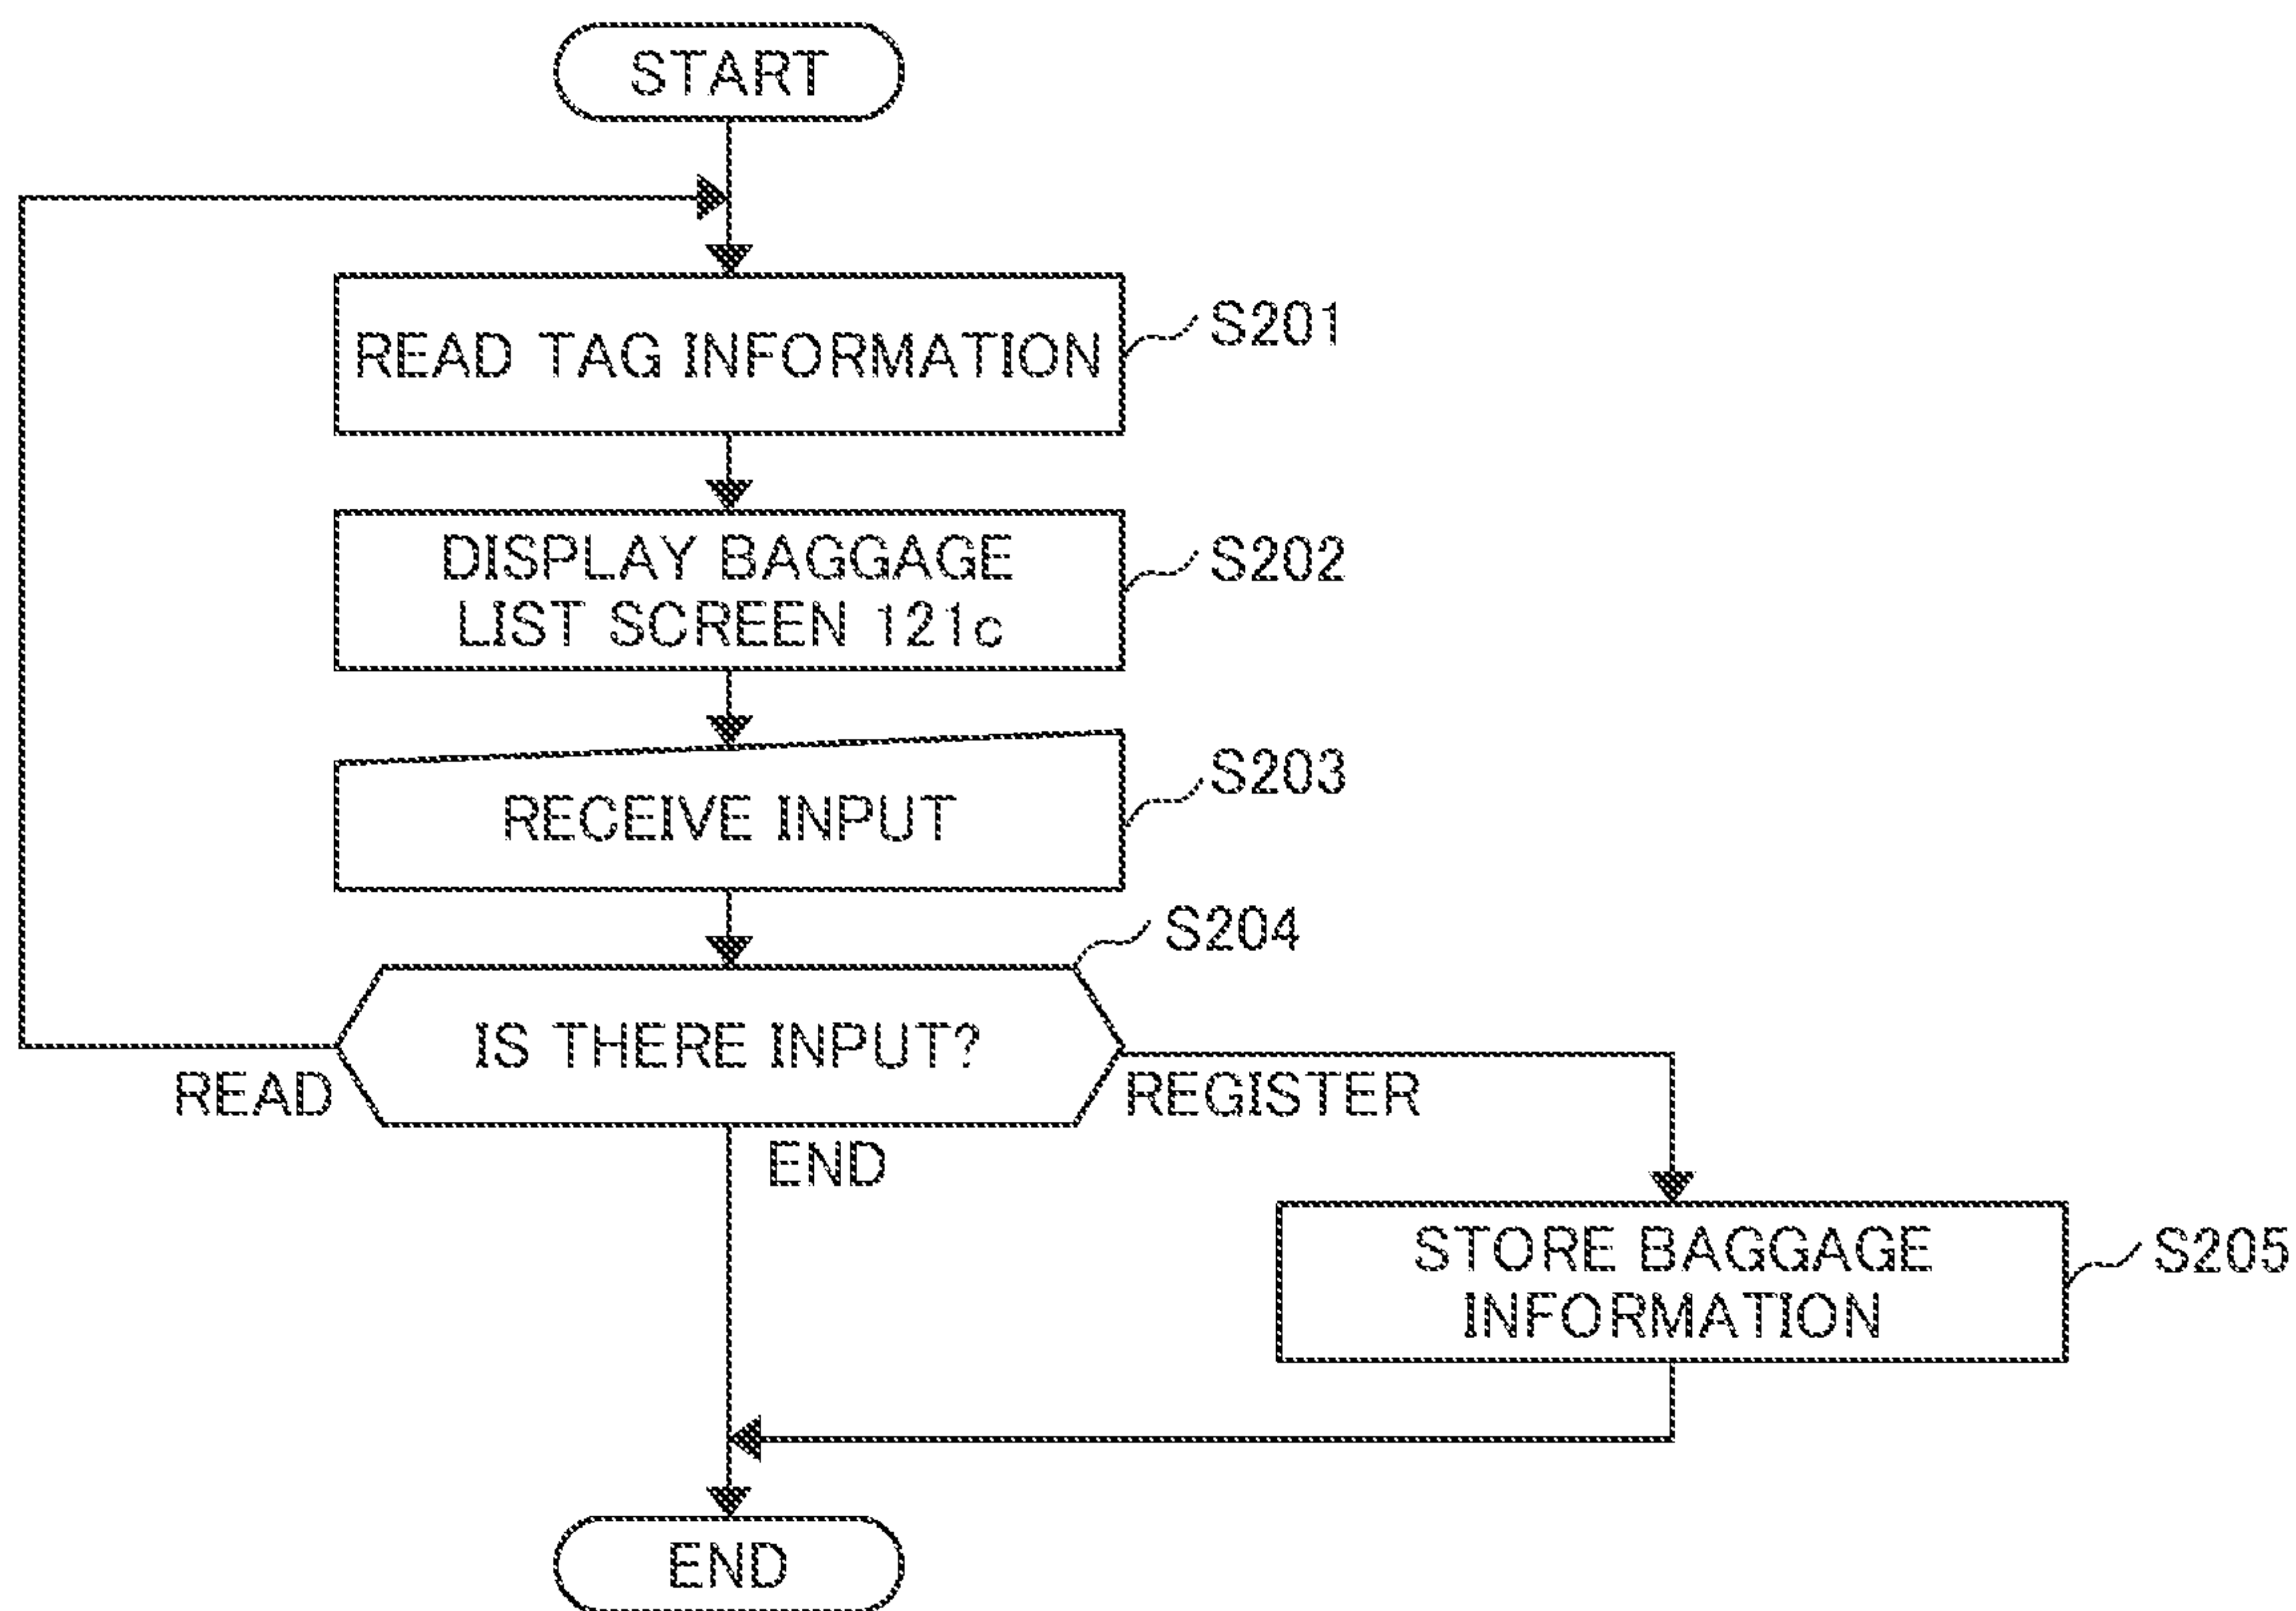 START
READ TAG INFORMATION
S201
DISPLAY BAGGAGE
LIST SCREEN 121c
S202
RECEIVE INPUT
S203
S204
IS THERE INPUT?
READ
REGISTER
END
STORE BAGGAGE
INFORMATION
S205
END